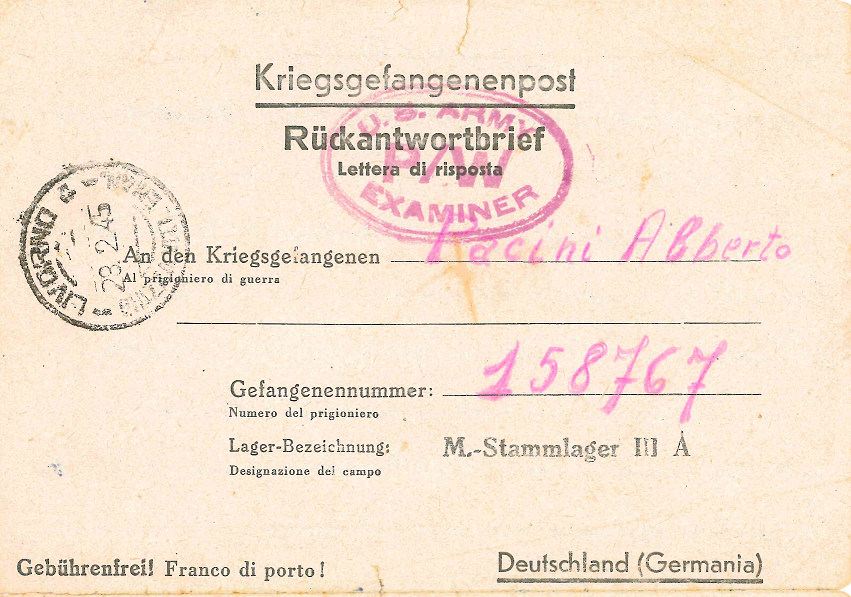 Kriegsgefangenenpost
U. S. ARMY
Rückantwortbrief
P/W
Lettera di risposta
EXAMINER
LIVORNO
23.2.45
An den Kriegsgefangenen Pacini Alberto
Al prigioniero di guerra
Gefangenennummer: 158767
Numero del prigioniero
Lager-Bezeichnung: M.-Stammlager III A
Designazione del campo
Gebührenfrei! Franco di porto!
Deutschland (Germania)